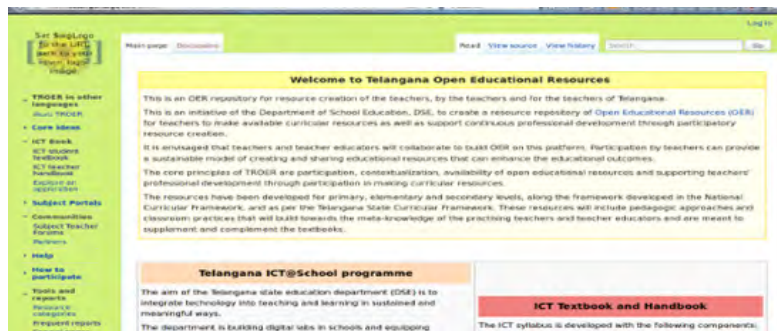 Log in
Set $wgLogo
to the URL
path to your
own logo
image.
Main page Discussion Read View source View history Search Go
Welcome to Telangana Open Educational Resources
This is an OER repository for resource creation of the teachers, by the teachers and for the teachers of Telangana.
This is an initiative of the Department of School Education, DSE, to create a resource repository of Open Educational Resources (OER)
for teachers to make available curricular resources as well as support continuous professional development through participatory
resource creation.
It is envisaged that teachers and teacher educators will collaborate to build OER on this platform. Participation by teachers can provide
a sustainable model of creating and sharing educational resources that can enhance the educational outcomes.
The core principles of TROER are participation, contextualization, availability of open educational resources and supporting teachers'
professional development through participation in making curricular resources.
The resources have been developed for primary, elementary and secondary levels, along the framework developed in the National
Curricular Framework, and as per the Telangana State Curricular Framework. These resources will include pedagogic approaches and
classroom practices that will build towards the meta-knowledge of the practising teachers and teacher educators and are meant to
supplement and complement the textbooks.
TROER in other
languages
TROER
Core Ideas
ICT Book
ICT student
textbook
ICT teacher
handbook
Explore an
application
Subject Portals
Communities
Subject Teacher
Forums
Partners
Help
How to
participate
Tools and
reports
Resource
categories
Frequent reports
Telangana ICT@School programme
The aim of the Telangana state education department (DSE) is to
integrate technology into teaching and learning in sustained and
meaningful ways.
The department is building digital labs in schools and equipping
ICT Textbook and Handbook
The ICT syllabus is developed with the following components: